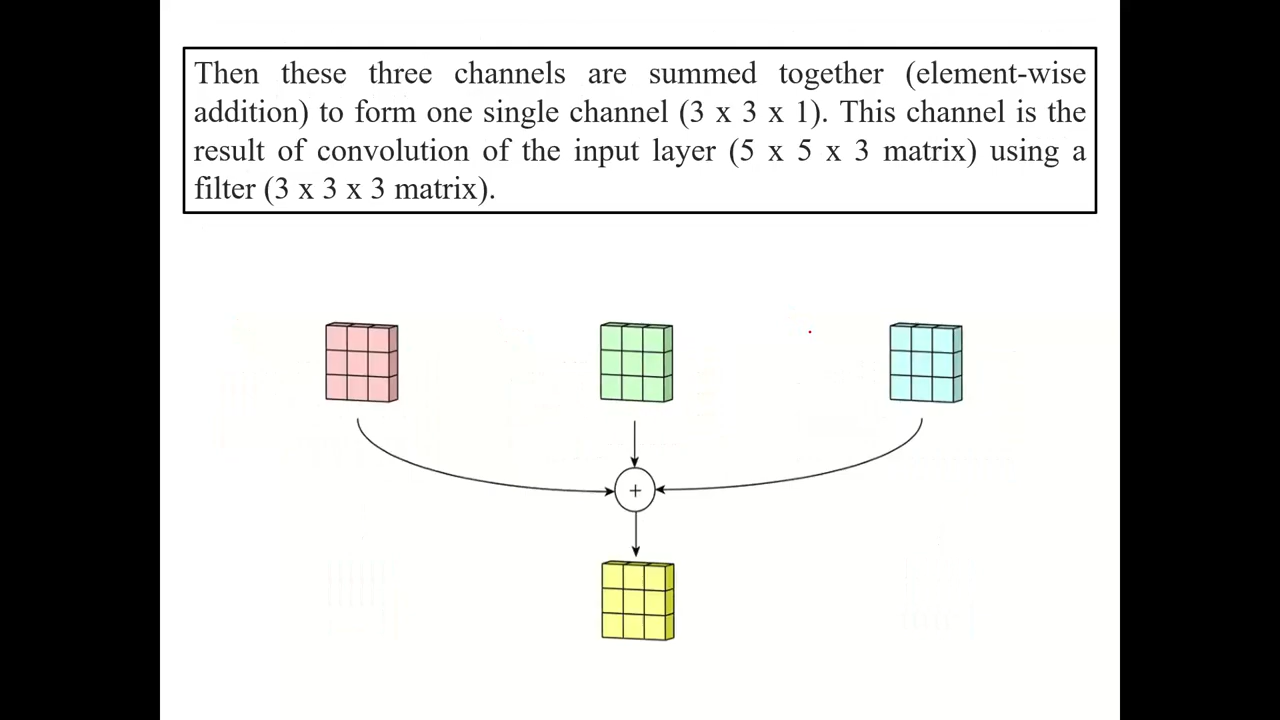 Then these three channels are summed together (element-wise
addition) to form one single channel (3 x 3 x 1). This channel is the
result of convolution of the input layer (5 x 5 x 3 matrix) using a
filter (3 x 3 x 3 matrix).
+